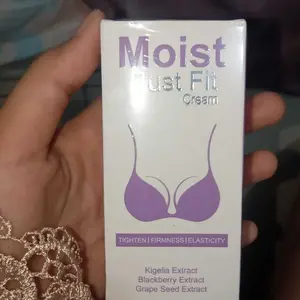 Moist
Bust Fit
Cream
TIGHTEN | FIRMNESS | ELASTICITY
Kigelia Extract
Blackberry Extract
Grape Seed Extract